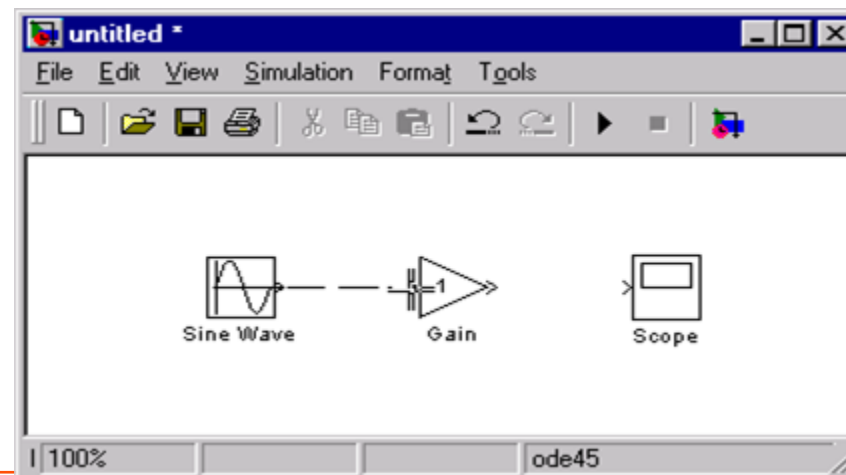 untitled *
File Edit View Simulation Format Tools
1
Sine Wave Gain Scope
100% ode45